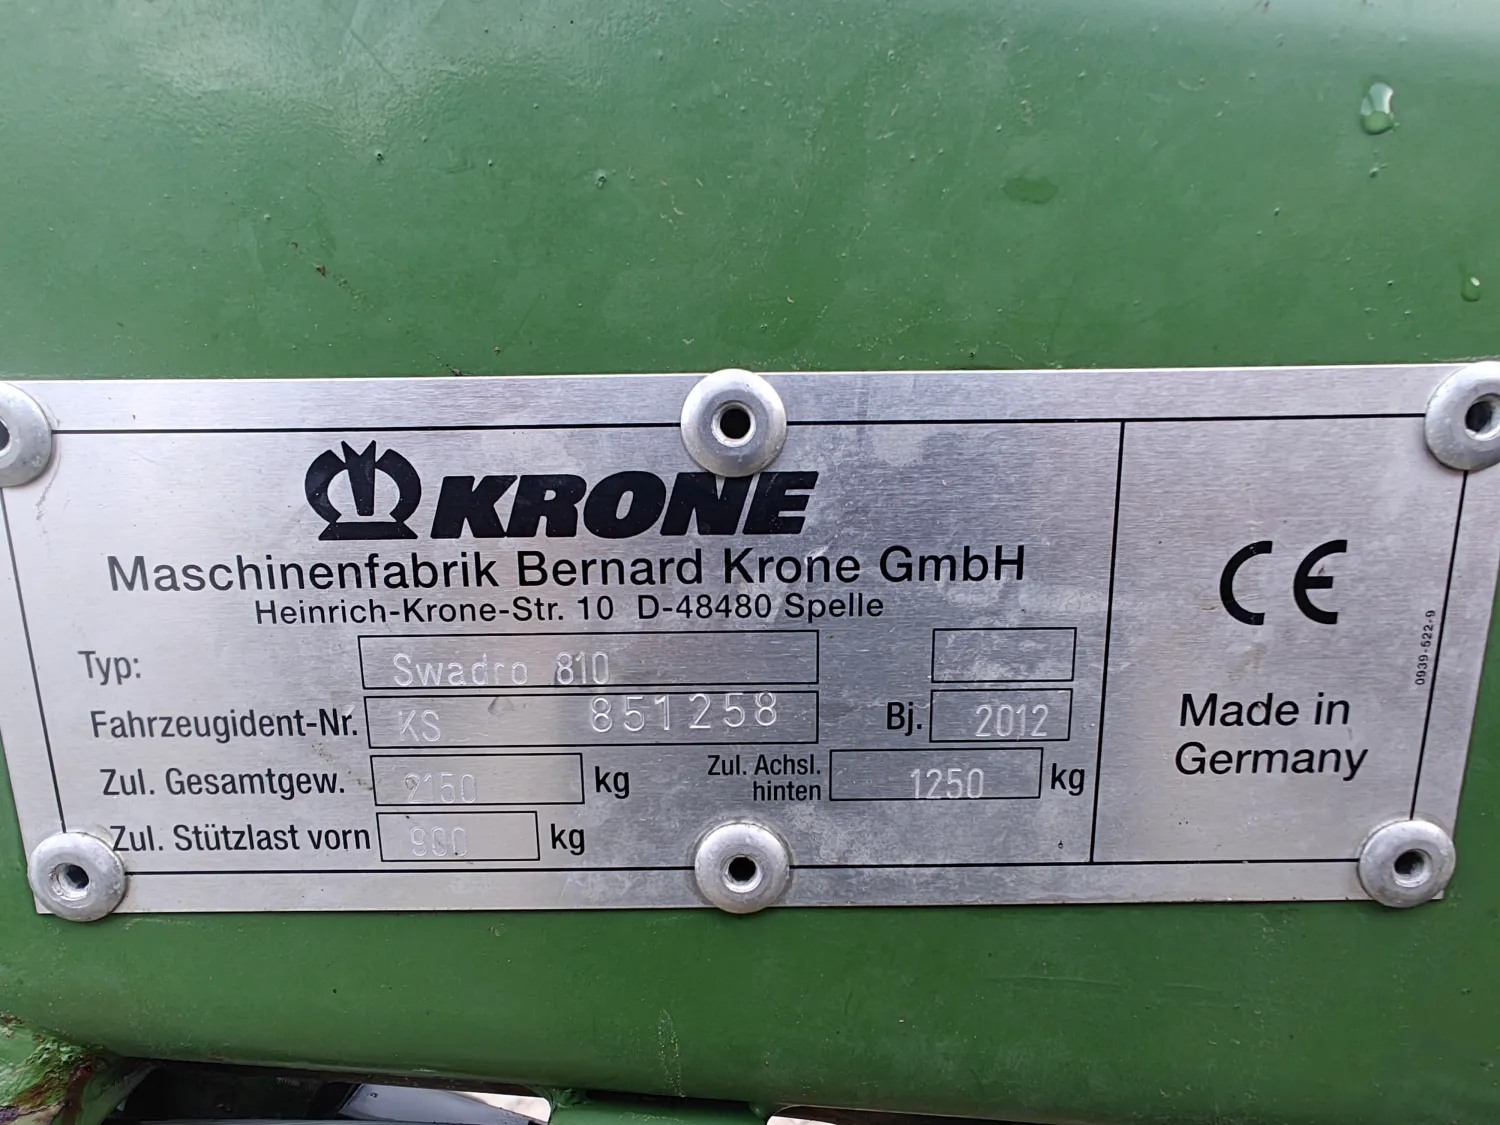 KRONE
Maschinenfabrik Bernard Krone GmbH
Heinrich-Krone-Str. 10 D-48480 Spelle
Typ: Swadro 810
Fahrzeugident-Nr. KS 851258 Bj. 2012
Zul. Gesamtgew. 2150 kg Zul. Achsl. hinten 1250 kg
Zul. Stützlast vorn 900 kg
CE
Made in
Germany
0939-522-9